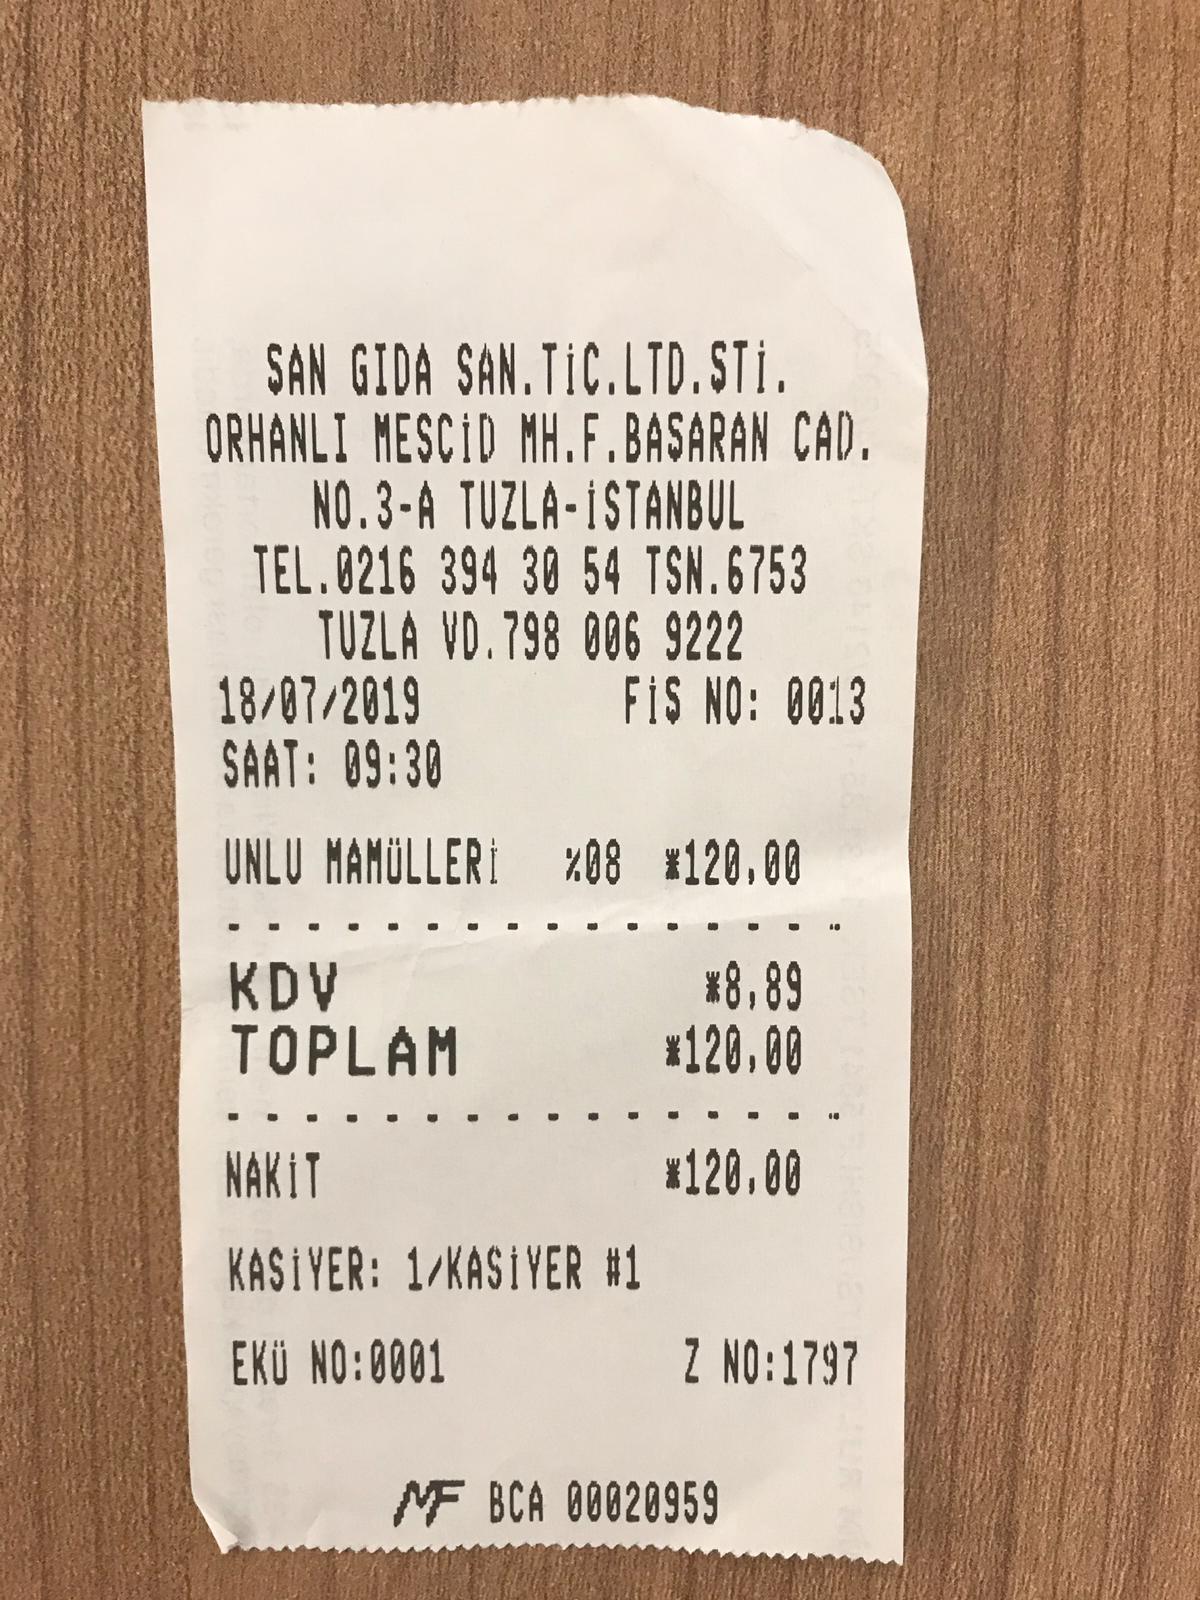 SAN GIDA SAN.TİC.LTD.ŞTİ.
ORHANLI MESCİD MH.F.BAŞARAN CAD.
NO.3-A TUZLA-İSTANBUL
TEL.0216 394 30 54 TSN.6753
TUZLA VD.798 006 9222
18/07/2019 FİŞ NO: 0013
SAAT: 09:30
UNLU MAMÜLLERİ %08 *120,00
KDV *8,89
TOPLAM *120,00
NAKİT *120,00
KASİYER: 1/KASİYER #1
EKÜ NO:0001 Z NO:1797
MF BCA 00020959